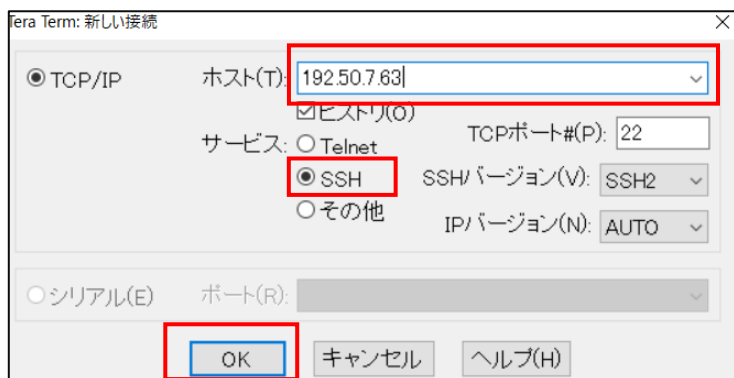 Tera Term: 新しい接続
TCP/IP ホスト(T): 192.50.7.63
ヒストリ(O)
サービス: Telnet TCPポート#(P): 22
SSH SSHバージョン(V): SSH2
その他 IPバージョン(N): AUTO
シリアル(E) ポート(R):
OK キャンセル ヘルプ(H)